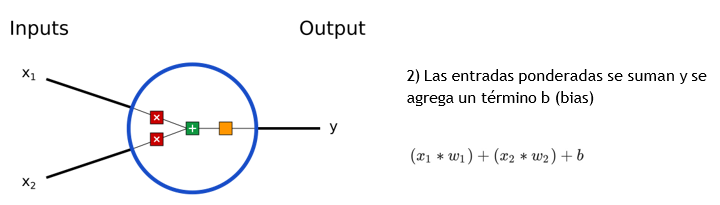 Inputs
Output
x₁
x₂
×
×
+
y
2) Las entradas ponderadas se suman y se
agrega un término b (bias)
(x₁ * w₁) + (x₂ * w₂) + b